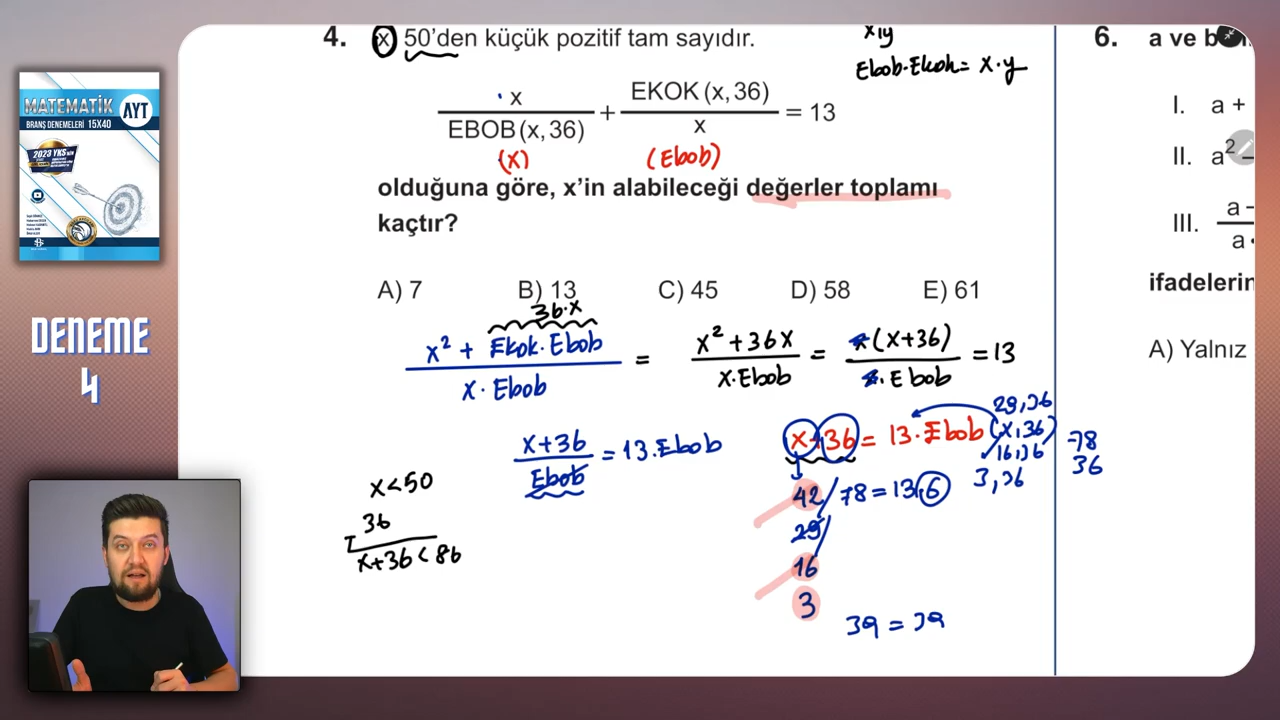 MATEMATİK AYT
BRANŞ DENEMELERİ 15X40
2023 YKS'NİN
DENEME
4
4. x 50'den küçük pozitif tam sayıdır.
x / EBOB(x, 36) + EKOK(x, 36) / x = 13
(x) (Ebob)
olduğuna göre, x'in alabileceği değerler toplamı
kaçtır?
A) 7 B) 13 C) 45 D) 58 E) 61
x,y
Ebob.Ekok = x.y
36.x
x² + Ekok.Ebob / x.Ebob = x² + 36x / x.Ebob = x(x+36) / x.Ebob = 13
x+36 / Ebob = 13.Ebob
x+36 = 13.Ebob (x,36)
29,36
16,36
3,36
78
36
x<50
36
x+36<86
42 / 78 = 13.6
29
16
3
39 = 39
6. a ve b
I. a +
II. a² –
III. a –
a
ifadelerin
A) Yalnız